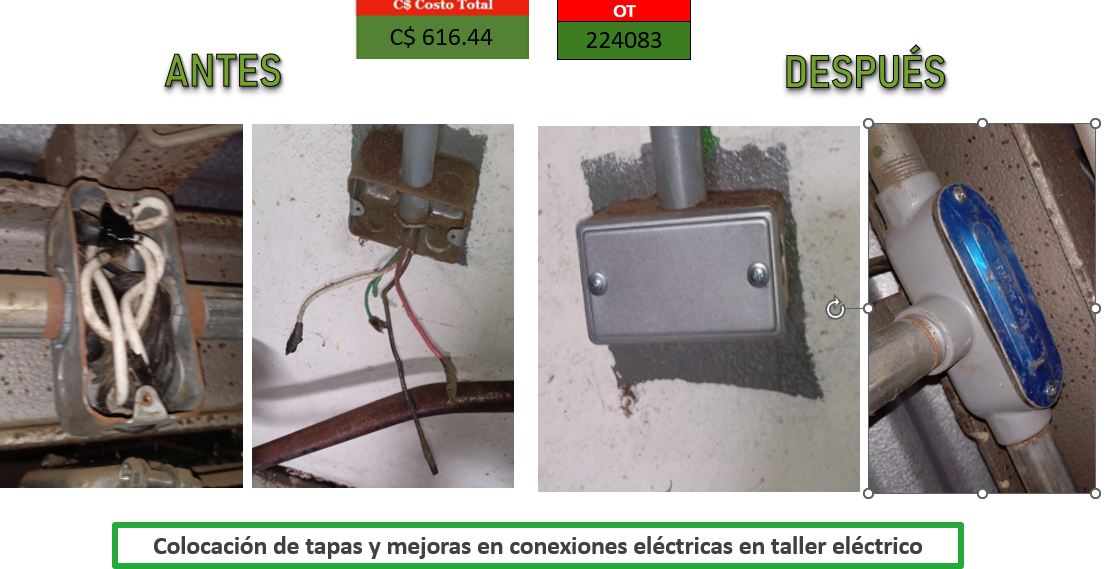 C$ Costo Total
OT
C$ 616.44
224083
ANTES
DESPUÉS
Colocación de tapas y mejoras en conexiones eléctricas en taller eléctrico